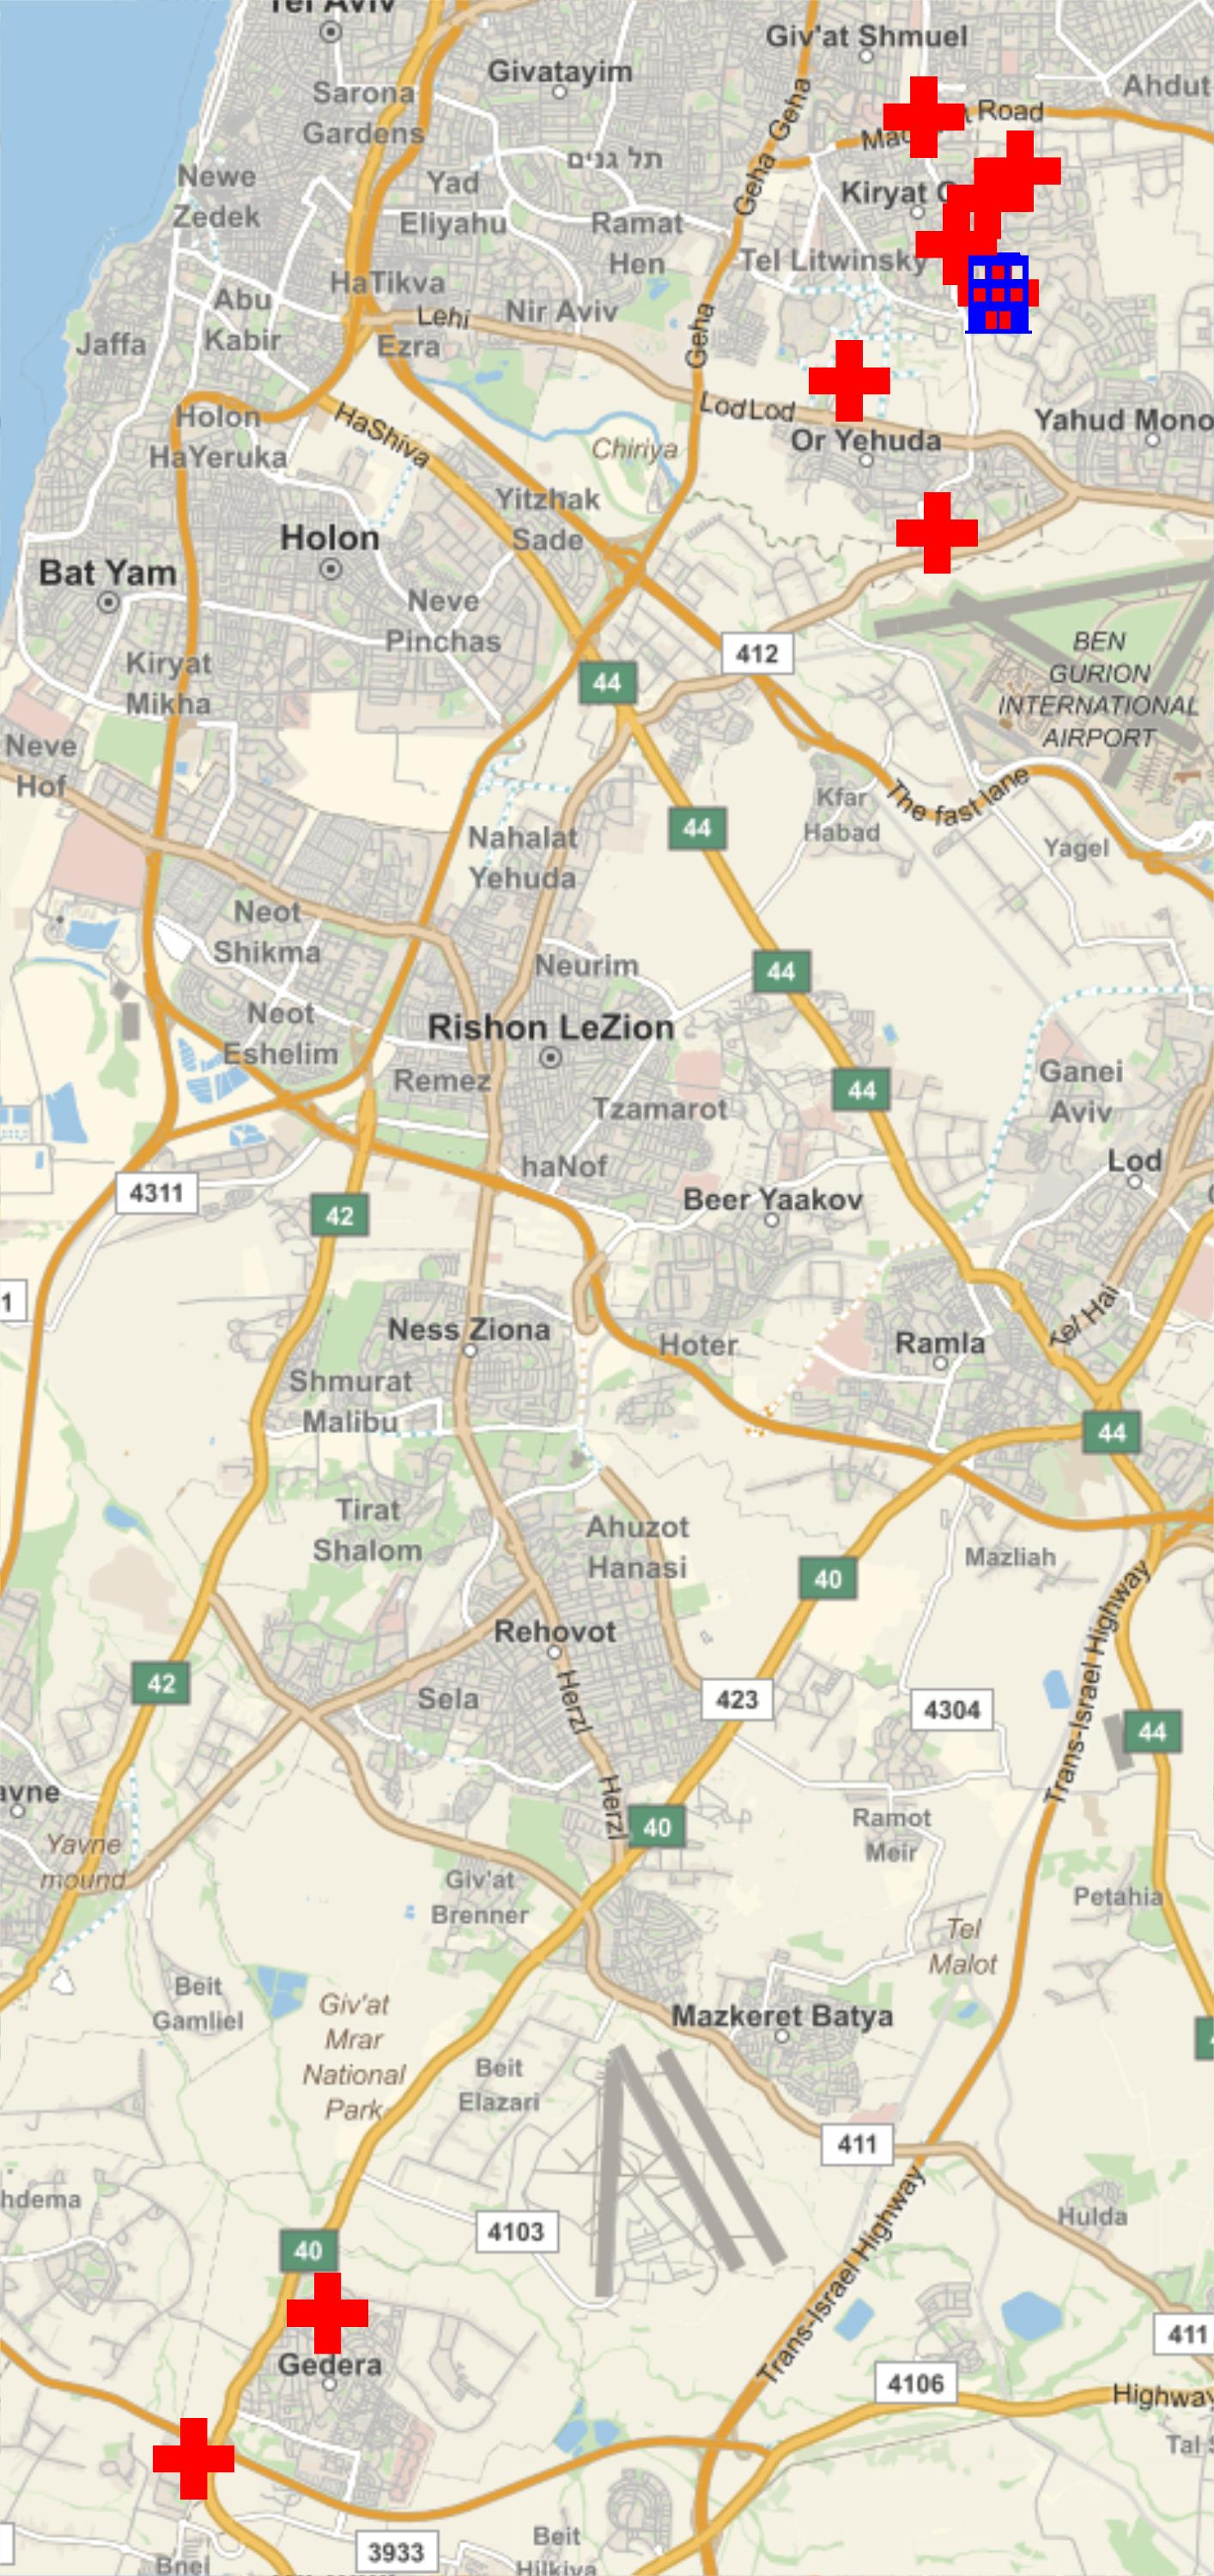 Tel Aviv
Giv'at Shmuel
Givatayim
Ahdut
Sarona
Gardens
Geha
Road
תל גנים
Geha
Newe
Zedek
Yad
Eliyahu
Kiryat
Ramat
Hen
Tel Litwinsky
HaTikva
Abu
Kabir
Lehi
Nir Aviv
Geha
Jaffa
Ezra
Lod
Lod
Holon
HaYeruka
HaShiva
Chiriya
Or Yehuda
Yahud Mono
Yitzhak
Sade
Holon
Bat Yam
Neve
Pinchas
BEN
GURION
INTERNATIONAL
AIRPORT
412
Kiryat
Mikha
44
Neve
Hof
The fast lane
Kfar
Habad
44
Nahalat
Yehuda
Yagel
Neot
Shikma
Neurim
44
Neot
Eshelim
Rishon LeZion
Remez
44
Ganei
Aviv
Tzamarot
haNof
Lod
4311
42
Beer Yaakov
1
Ness Ziona
Hoter
Ramla
Tel Hai
Shmurat
Malibu
44
Tirat
Shalom
Ahuzot
Hanasi
40
Mazliah
Trans-Israel Highway
Rehovot
42
Sela
Herzl
423
4304
44
avne
Herzl
40
Ramot
Meir
Yavne
mound
Giv'at
Brenner
Petahia
Tel
Malot
Beit
Gamliel
Giv'at
Mrar
National
Park
Mazkeret Batya
Beit
Elazari
411
hdema
Trans-Israel Highway
Hulda
4103
40
411
Gedera
4106
Highway
Tal
3933
Beit
Hilkiya
Bnei